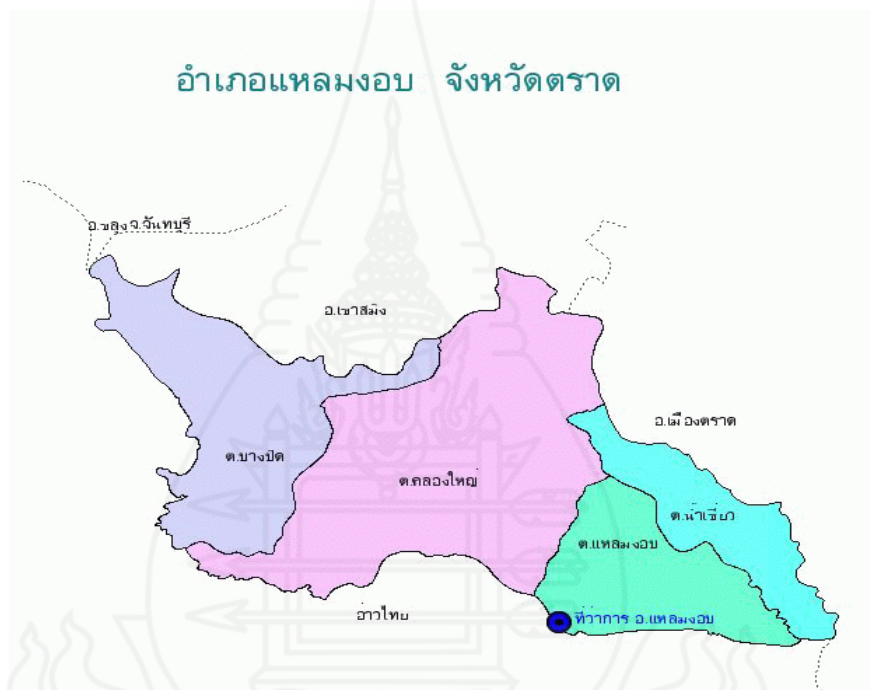 อำเภอแหลมงอบ จังหวัดตราด
อ.ขลุง จ.จันทบุรี
อ.เขาสมิง
อ.เมืองตราด
ต.บางปิด
ต.คลองใหญ่
ต.น้ำเชี่ยว
ต.แหลมงอบ
อ่าวไทย
ที่ว่าการ อ.แหลมงอบ